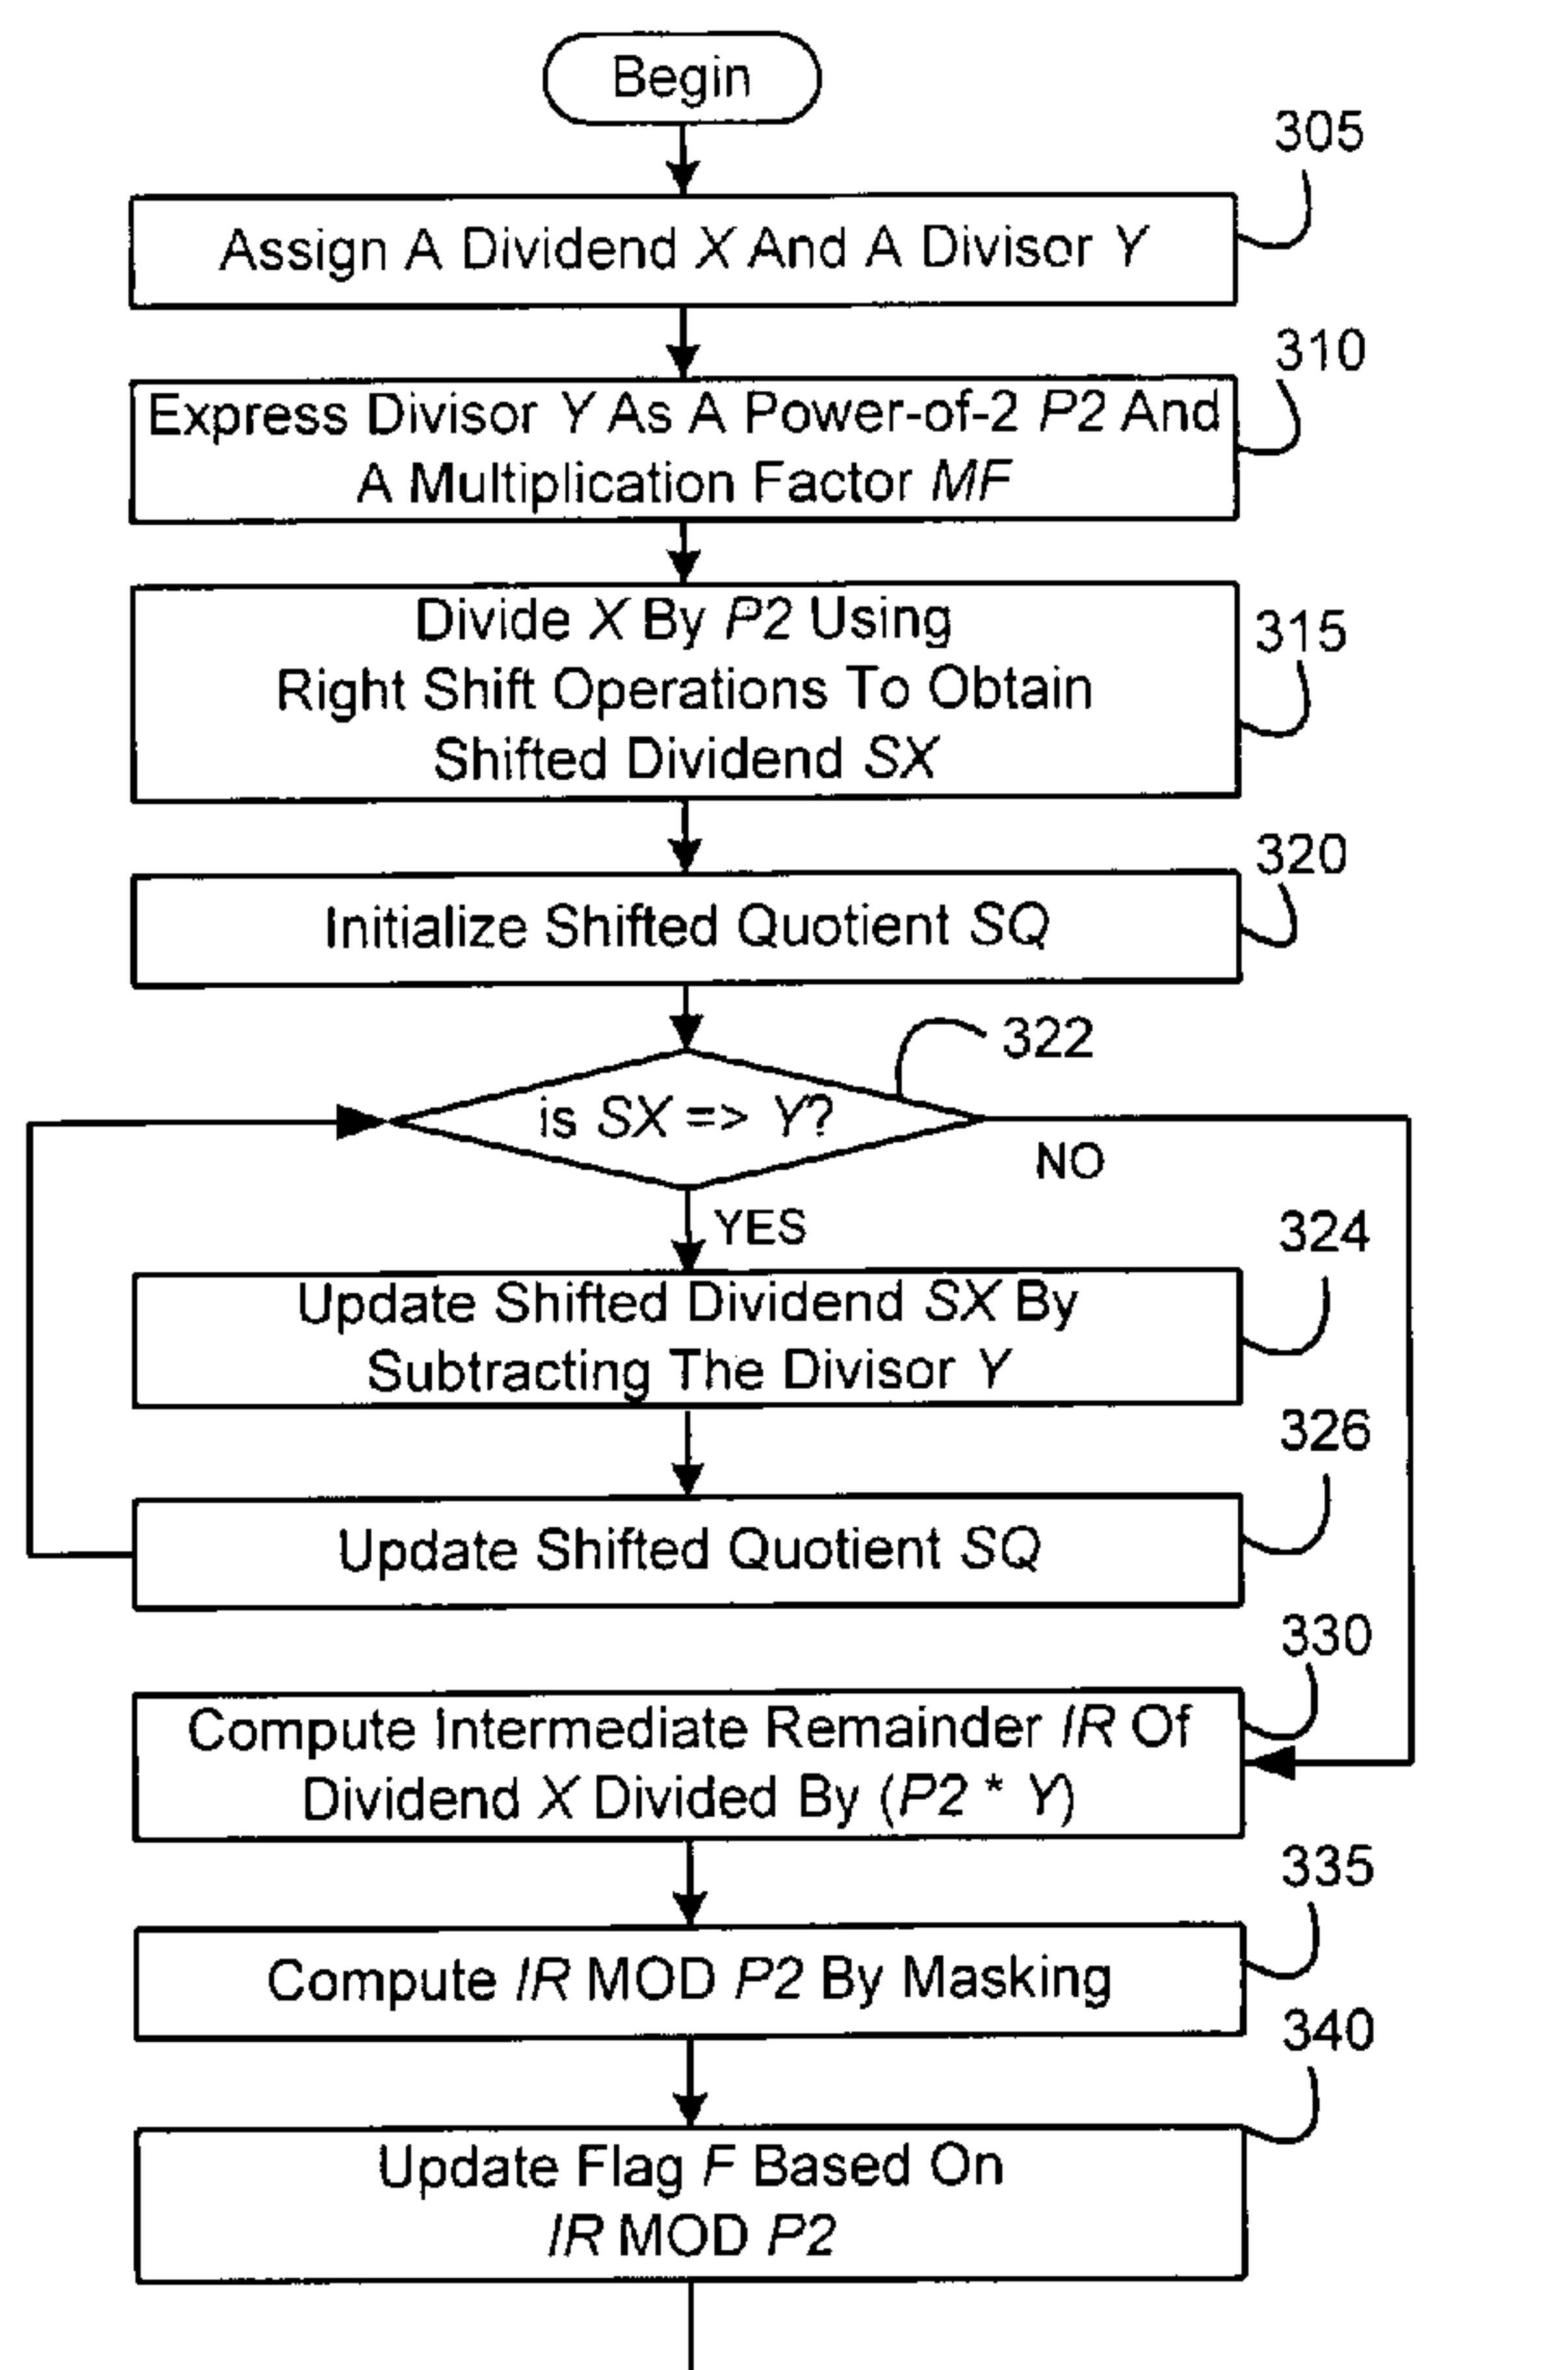 Begin
305
Assign A Dividend X And A Divisor Y
310
Express Divisor Y As A Power-of-2 P2 And
A Multiplication Factor MF
315
Divide X By P2 Using
Right Shift Operations To Obtain
Shifted Dividend SX
320
Initialize Shifted Quotient SQ
322
is SX => Y?
NO
YES
324
Update Shifted Dividend SX By
Subtracting The Divisor Y
326
Update Shifted Quotient SQ
330
Compute Intermediate Remainder IR Of
Dividend X Divided By (P2 * Y)
335
Compute IR MOD P2 By Masking
340
Update Flag F Based On
IR MOD P2